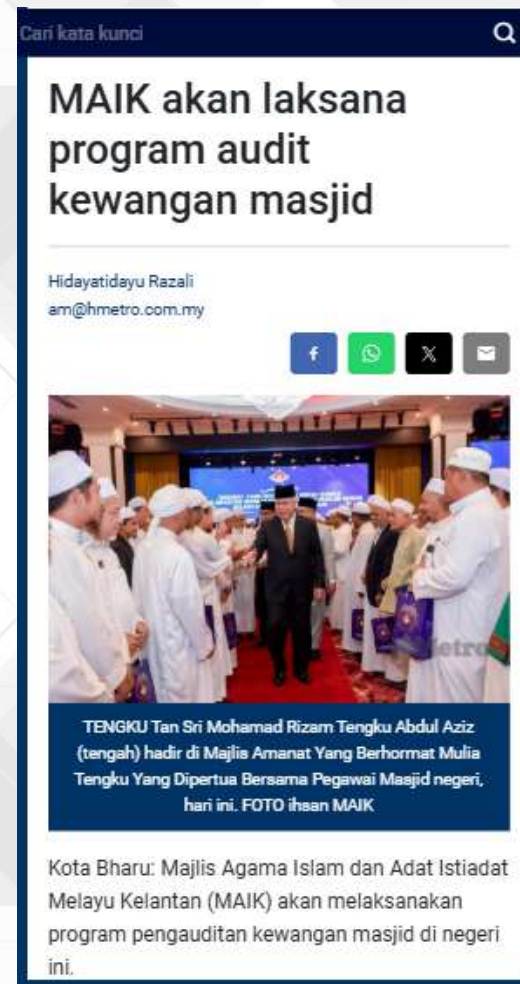 Cari kata kunci
MAIK akan laksana
program audit
kewangan masjid
Hidayatidayu Razali
am@hmetro.com.my
TENGKU Tan Sri Mohamad Rizam Tengku Abdul Aziz
(tengah) hadir di Majlis Amanat Yang Berhormat Mulia
Tengku Yang Dipertua Bersama Pegawai Masjid negeri,
hari ini. FOTO ihsan MAIK
Kota Bharu: Majlis Agama Islam dan Adat Istiadat
Melayu Kelantan (MAIK) akan melaksanakan
program pengauditan kewangan masjid di negeri
ini.